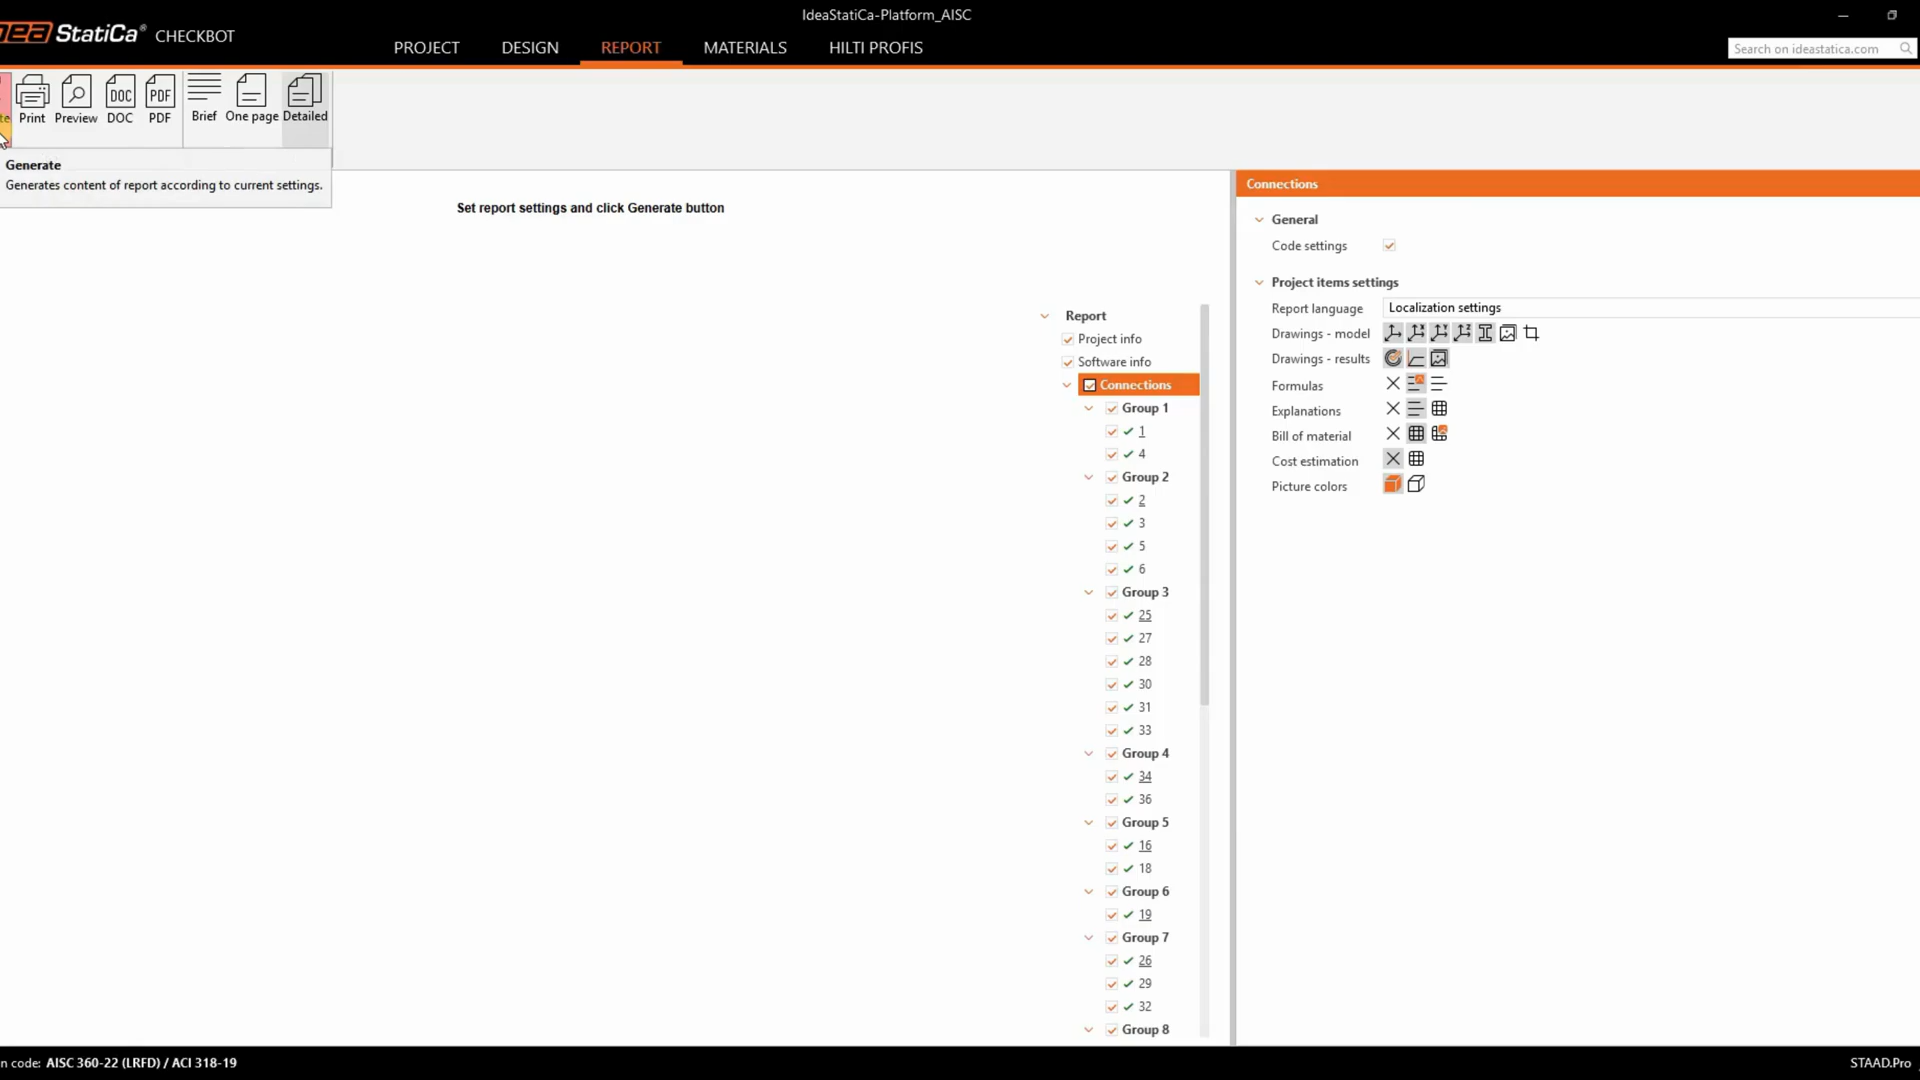 IdeaStatiCa-Platform_AISC
StatiCa® CHECKBOT
PROJECT DESIGN REPORT MATERIALS HILTI PROFIS
Search on ideastatica.com
Print Preview DOC PDF Brief One page Detailed
Generate
Generates content of report according to current settings.
Set report settings and click Generate button
Report
Project info
Software info
Connections
Group 1
1
4
Group 2
2
3
5
6
Group 3
25
27
28
30
31
33
Group 4
34
36
Group 5
16
18
Group 6
19
Group 7
26
29
32
Group 8
Connections
General
Code settings
Project items settings
Report language Localization settings
Drawings - model
Drawings - results
Formulas
Explanations
Bill of material
Cost estimation
Picture colors
n code: AISC 360-22 (LRFD) / ACI 318-19
STAAD.Pro